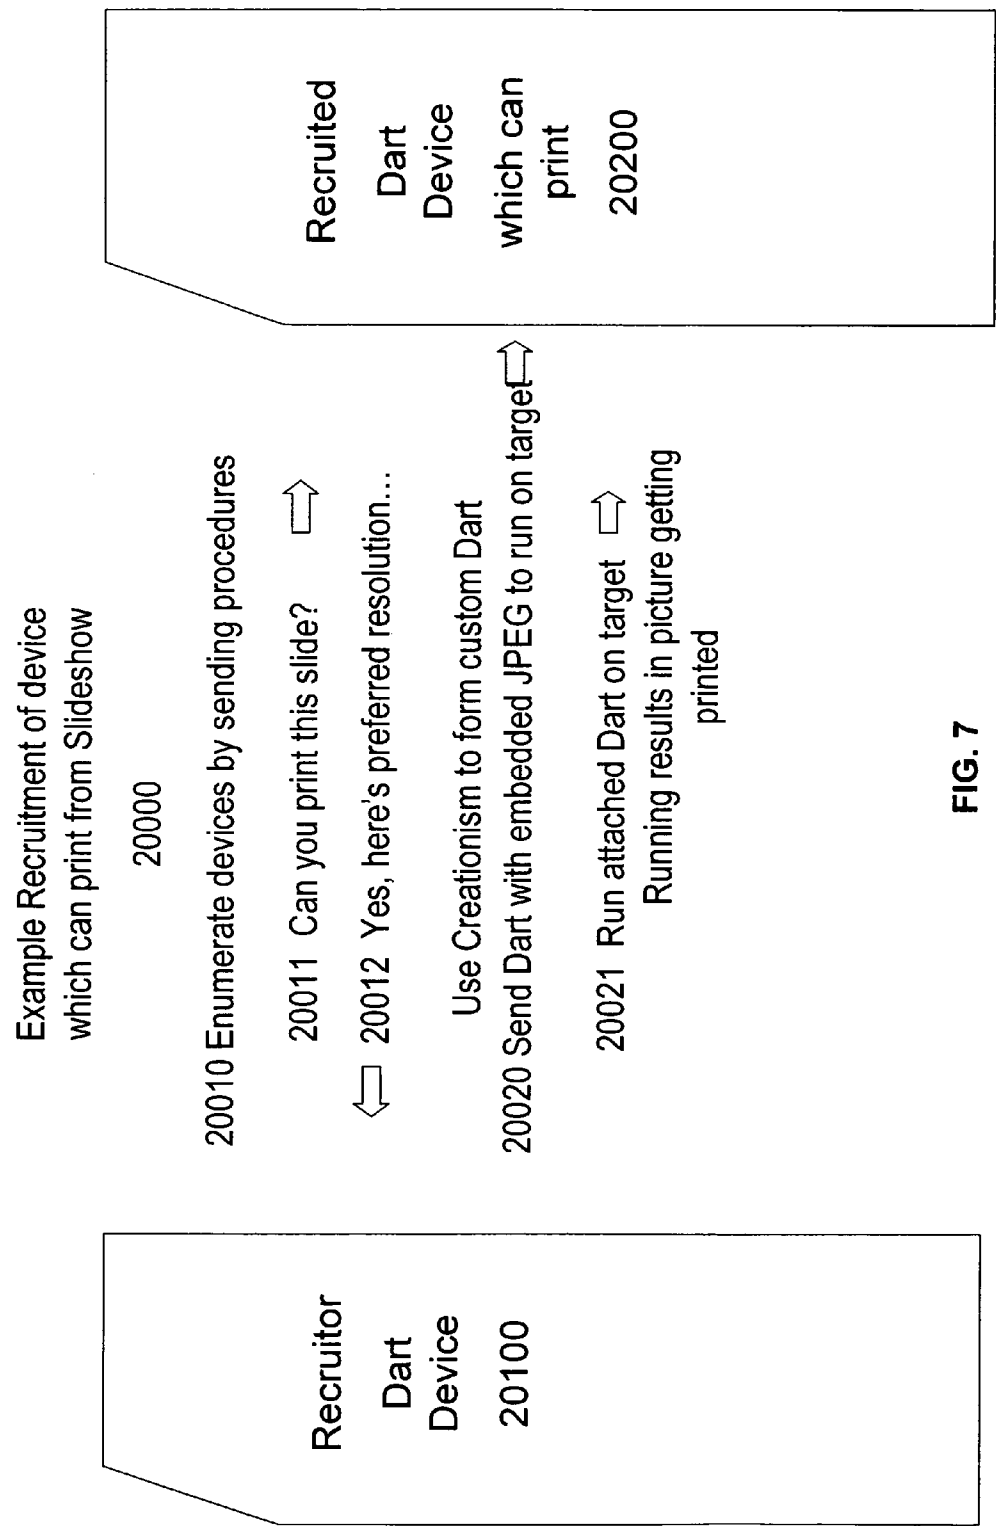 Example Recruitment of device
which can print from Slideshow
20000
20010 Enumerate devices by sending procedures
20011 Can you print this slide?
20012 Yes, here's preferred resolution...
Use Creationism to form custom Dart
20020 Send Dart with embedded JPEG to run on target
20021 Run attached Dart on target
Running results in picture getting
printed
Recruitor
Dart
Device
20100
Recruited
Dart
Device
which can
print
20200
FIG. 7